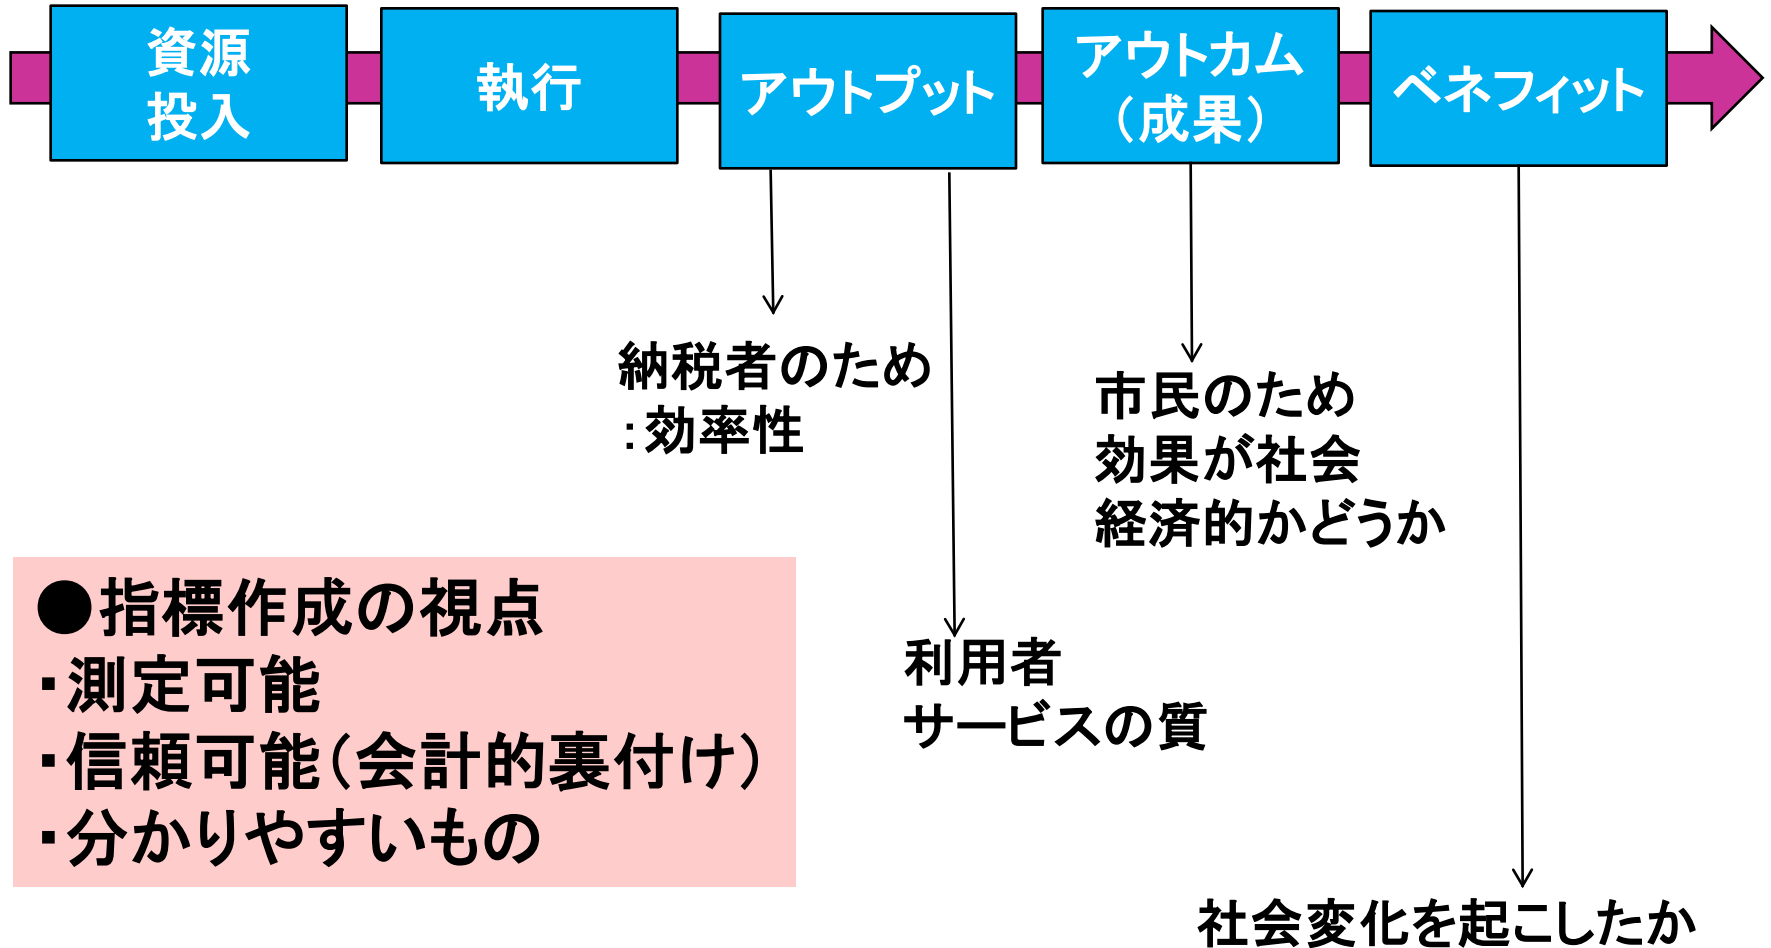 資源
投入
執行
アウトプット
アウトカム
（成果）
ベネフィット
納税者のため
：効率性
市民のため
効果が社会
経済的かどうか
利用者
サービスの質
社会変化を起こしたか
●指標作成の視点
・測定可能
・信頼可能（会計的裏付け）
・分かりやすいもの